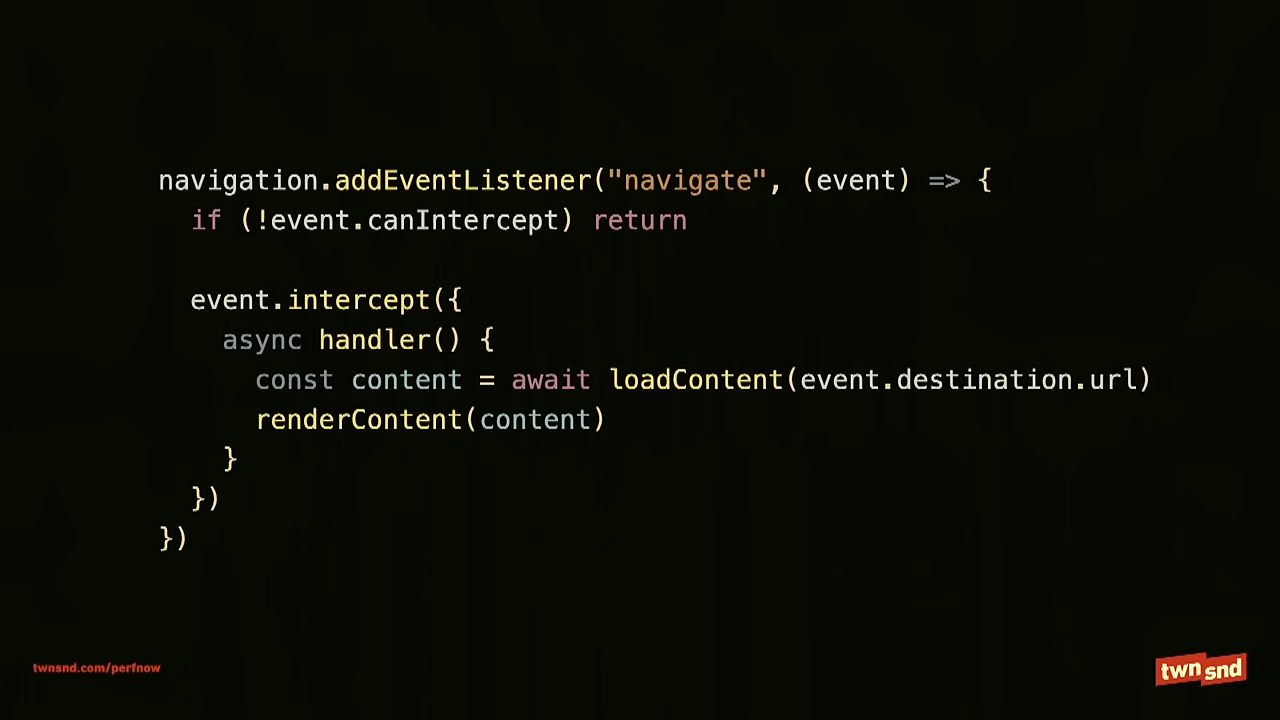 navigation.addEventListener("navigate", (event) => {
  if (!event.canIntercept) return
  event.intercept({
    async handler() {
      const content = await loadContent(event.destination.url)
      renderContent(content)
    }
  })
})
twnsnd.com/perfnow
twn snd